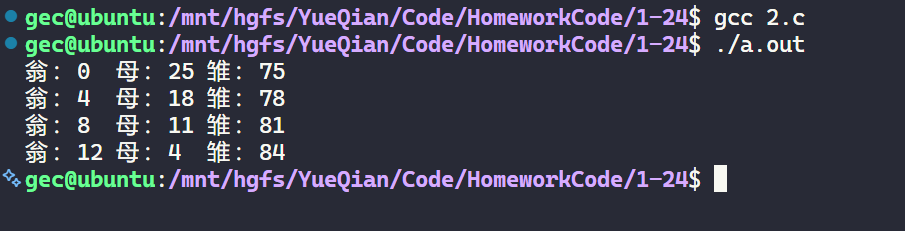 gec@ubuntu:/mnt/hgfs/YueQian/Code/HomeworkCode/1-24$ gcc 2.c
gec@ubuntu:/mnt/hgfs/YueQian/Code/HomeworkCode/1-24$ ./a.out
翁: 0  母: 25 雏: 75
翁: 4  母: 18 雏: 78
翁: 8  母: 11 雏: 81
翁: 12 母: 4  雏: 84
gec@ubuntu:/mnt/hgfs/YueQian/Code/HomeworkCode/1-24$